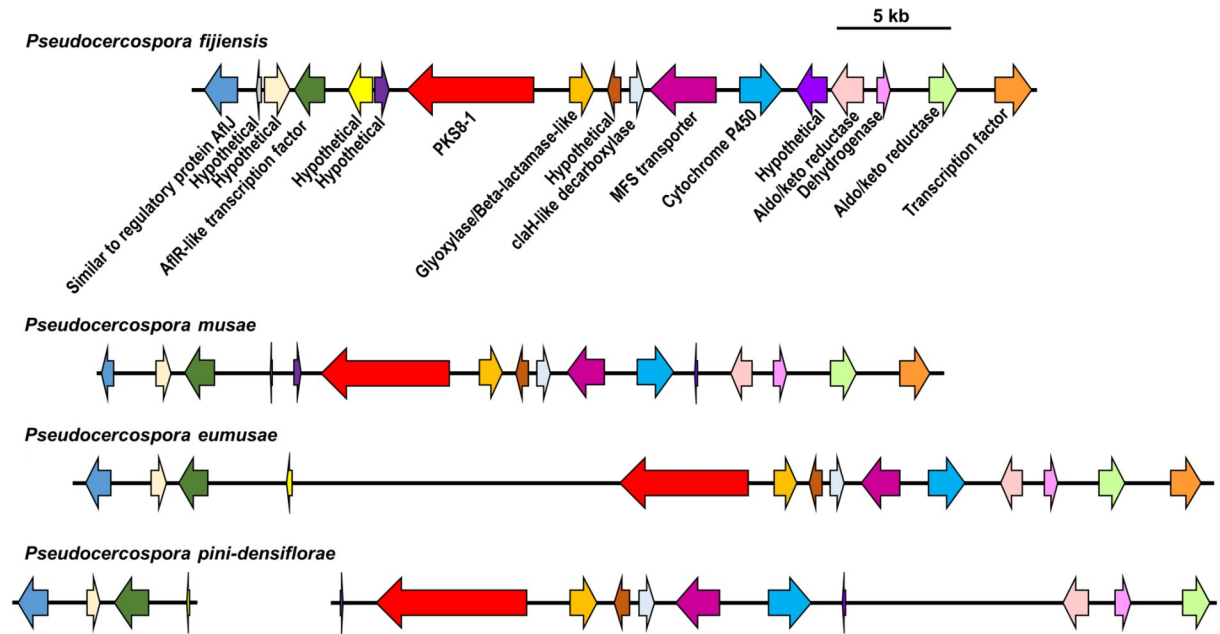 5 kb
Pseudocercospora fijiensis
Similar to regulatory protein AflJ
Hypothetical
Hypothetical
AflR-like transcription factor
Hypothetical
Hypothetical
PKS8-1
Glyoxylase/Beta-lactamase-like
Hypothetical
claH-like decarboxylase
MFS transporter
Cytochrome P450
Hypothetical
Aldo/keto reductase
Dehydrogenase
Aldo/keto reductase
Transcription factor
Pseudocercospora musae
Pseudocercospora eumusae
Pseudocercospora pini-densiflorae